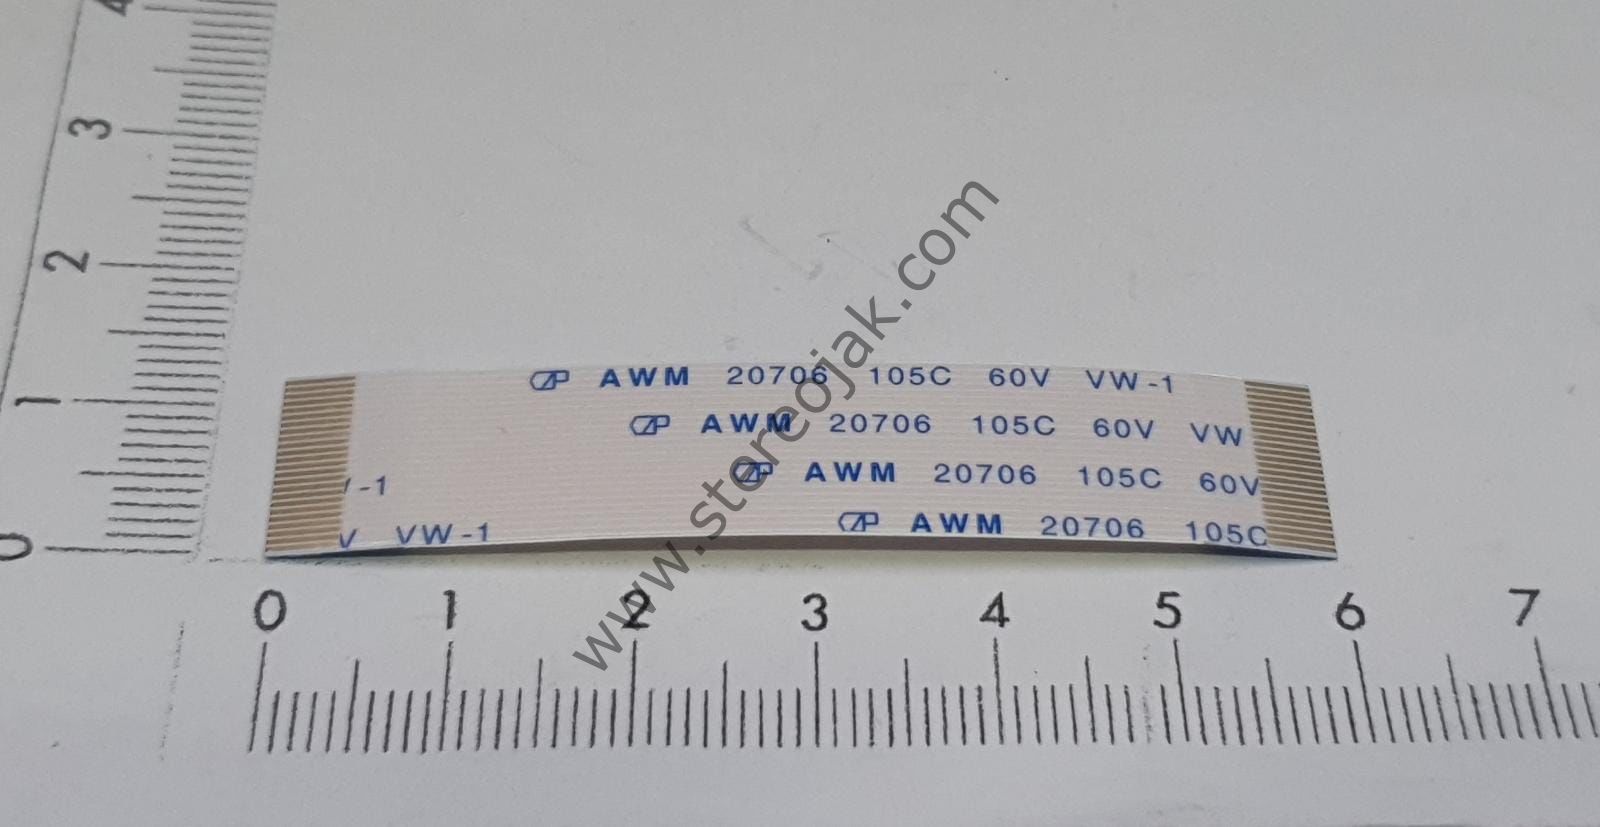 4
3
2
1
0
AWM 20706 105C 60V VW-1
AWM 20706 105C 60V VW
-1 AWM 20706 105C 60V
V VW-1 AWM 20706 105C
0 1 2 3 4 5 6 7
www.stereojak.com